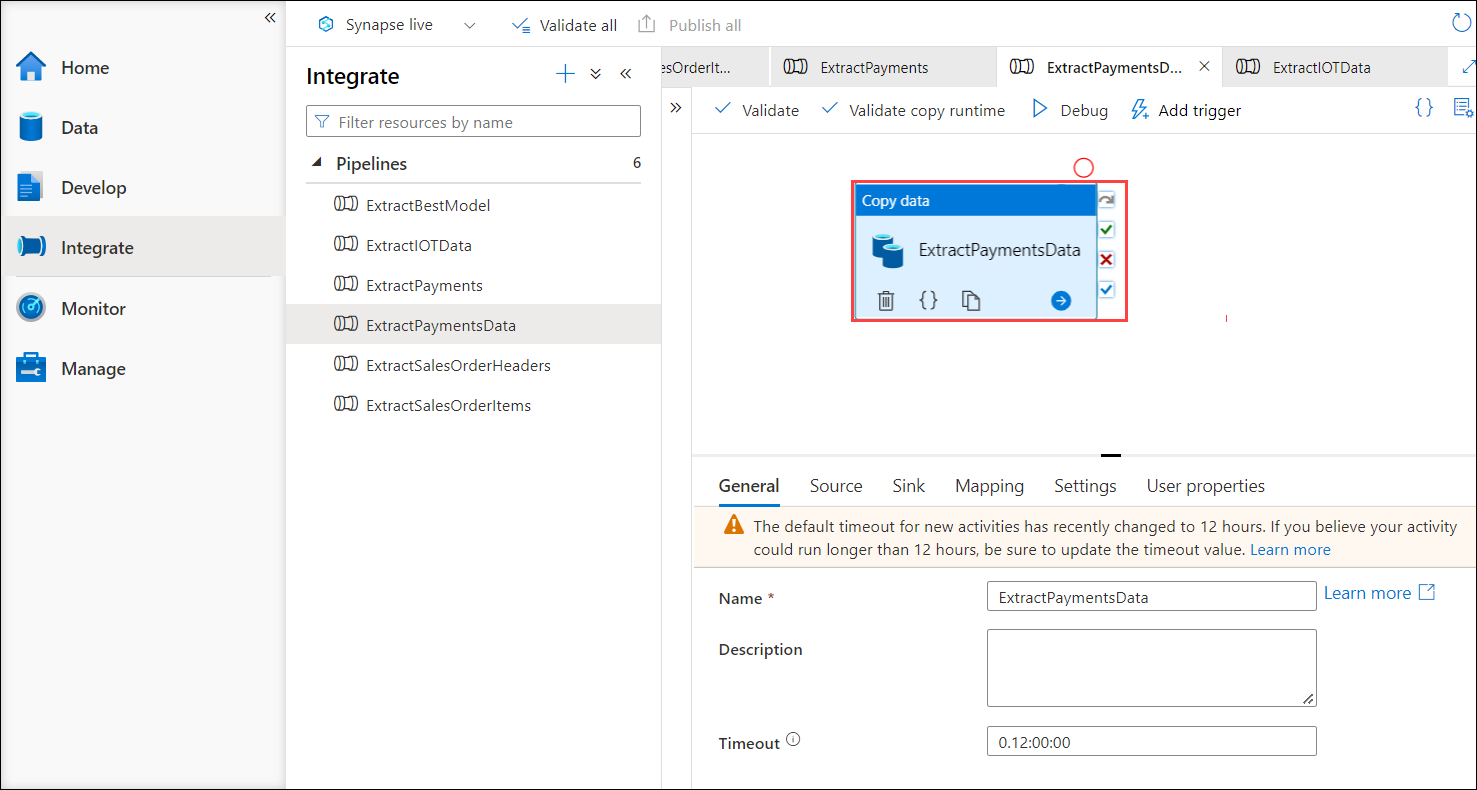 Synapse live
Validate all
Publish all
Home
Data
Develop
Integrate
Monitor
Manage
Integrate
Filter resources by name
Pipelines 6
ExtractBestModel
ExtractIOTData
ExtractPayments
ExtractPaymentsData
ExtractSalesOrderHeaders
ExtractSalesOrderItems
esOrderIt...
ExtractPayments
ExtractPaymentsD...
ExtractIOTData
Validate
Validate copy runtime
Debug
Add trigger
Copy data
ExtractPaymentsData
General
Source
Sink
Mapping
Settings
User properties
The default timeout for new activities has recently changed to 12 hours. If you believe your activity
could run longer than 12 hours, be sure to update the timeout value. Learn more
Name *
ExtractPaymentsData
Learn more
Description
Timeout
0.12:00:00